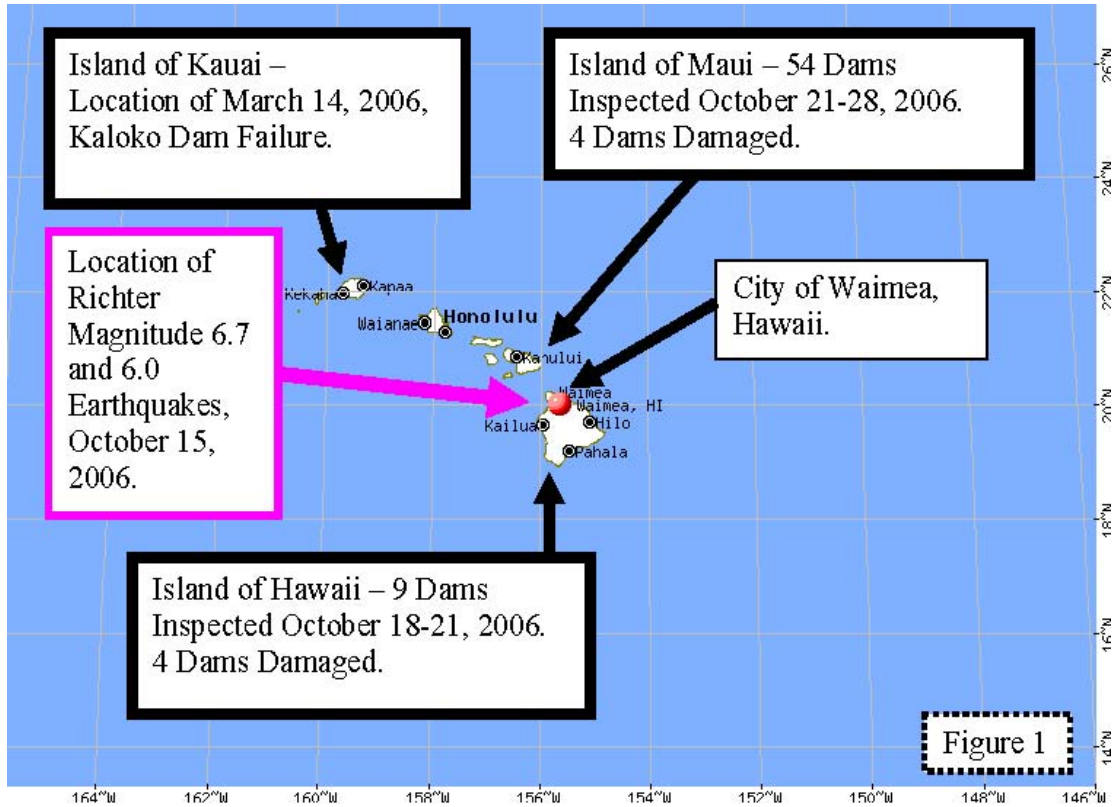 Island of Kauai –
Location of March 14, 2006,
Kaloko Dam Failure.
Island of Maui – 54 Dams
Inspected October 21-28, 2006.
4 Dams Damaged.
Location of
Richter
Magnitude 6.7
and 6.0
Earthquakes,
October 15,
2006.
City of Waimea,
Hawaii.
Kekaha
Kapaa
Waianae
Honolulu
Kahului
Waimea
Waimea, HI
Kailua
Hilo
Pahala
Island of Hawaii – 9 Dams
Inspected October 18-21, 2006.
4 Dams Damaged.
Figure 1
26°N
24°N
22°N
20°N
18°N
16°N
14°N
164°W
162°W
160°W
158°W
156°W
154°W
152°W
150°W
148°W
146°W